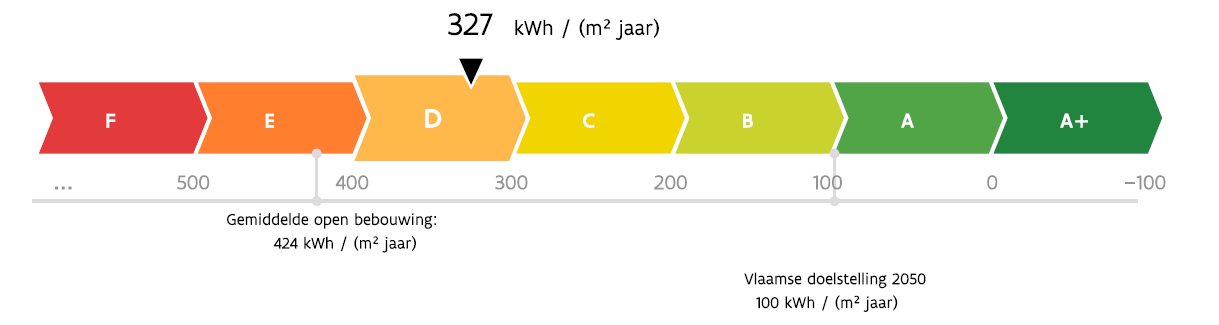 327 kWh / (m² jaar)
F E D C B A A+
... 500 400 300 200 100 0 –100
Gemiddelde open bebouwing:
424 kWh / (m² jaar)
Vlaamse doelstelling 2050
100 kWh / (m² jaar)